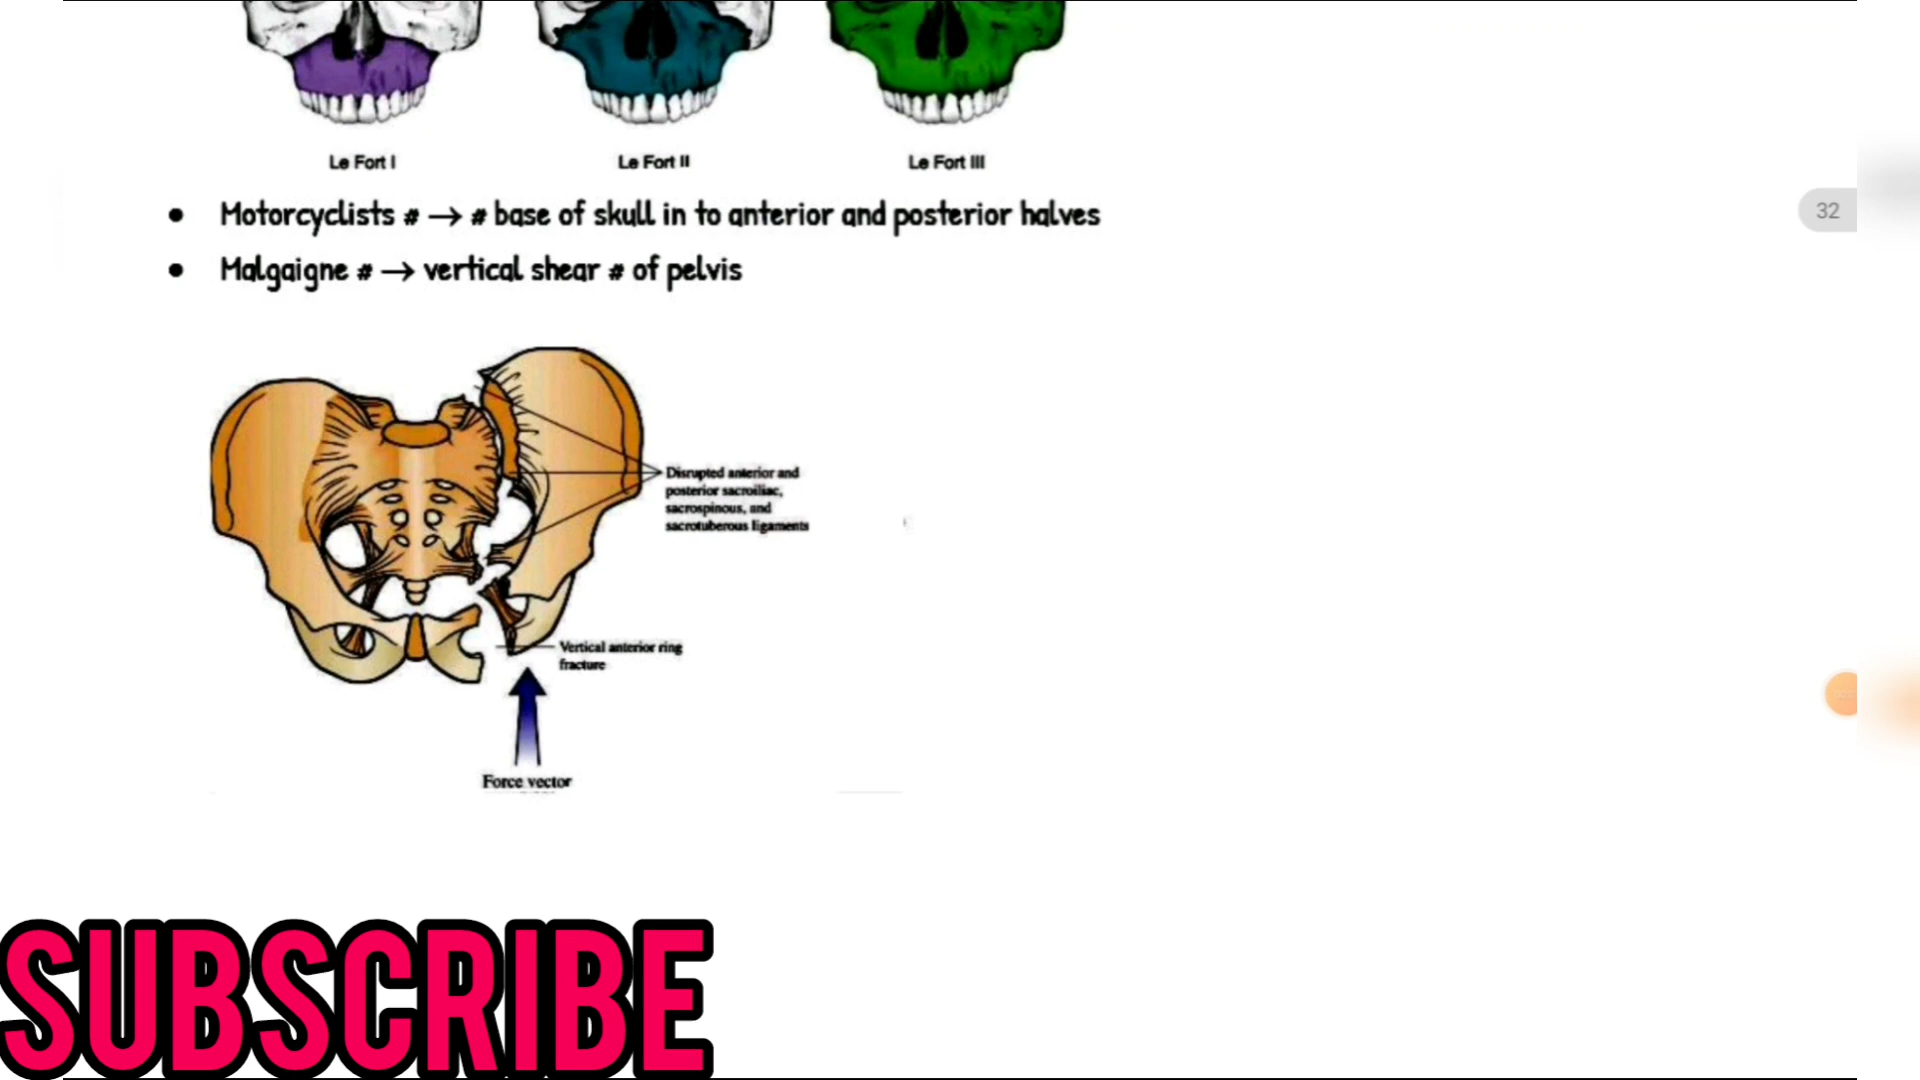 Le Fort I
Le Fort II
Le Fort III
• Motorcyclists # → # base of skull in to anterior and posterior halves
32
• Malgaigne # → vertical shear # of pelvis
Disrupted anterior and
posterior sacroiliac,
sacrospinous, and
sacrotuberous ligaments
Vertical anterior ring
fracture
Force vector
SUBSCRIBE